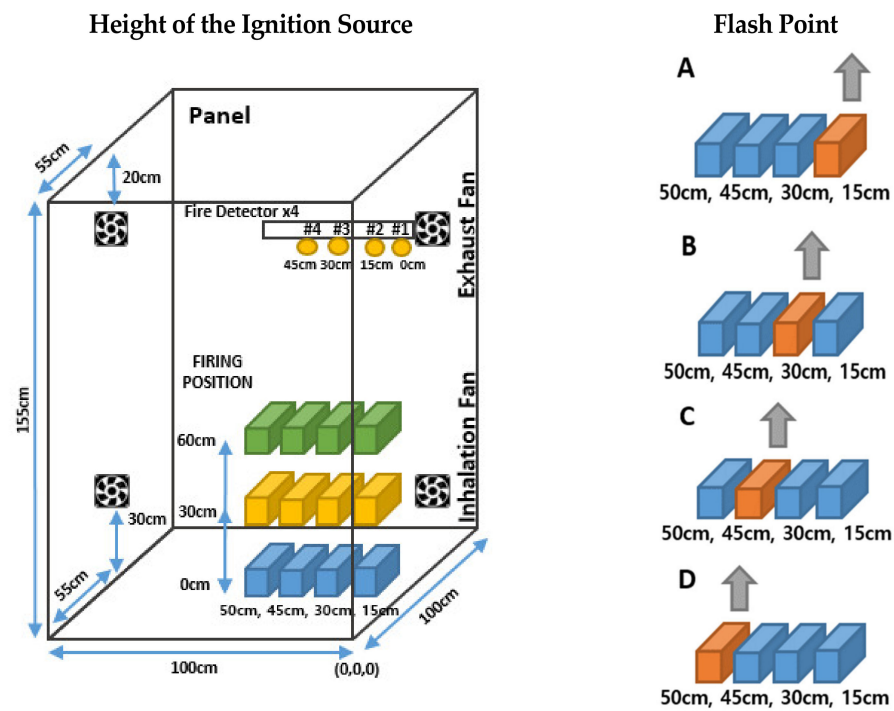 Height of the Ignition Source
Panel
55cm
20cm
Fire Detector x4
#4 #3 #2 #1
45cm 30cm 15cm 0cm
Exhaust Fan
155cm
FIRING
POSITION
60cm
30cm
0cm
Inhalation Fan
30cm
55cm
50cm, 45cm, 30cm, 15cm
100cm
100cm
(0,0,0)
Flash Point
A
50cm, 45cm, 30cm, 15cm
B
50cm, 45cm, 30cm, 15cm
C
50cm, 45cm, 30cm, 15cm
D
50cm, 45cm, 30cm, 15cm